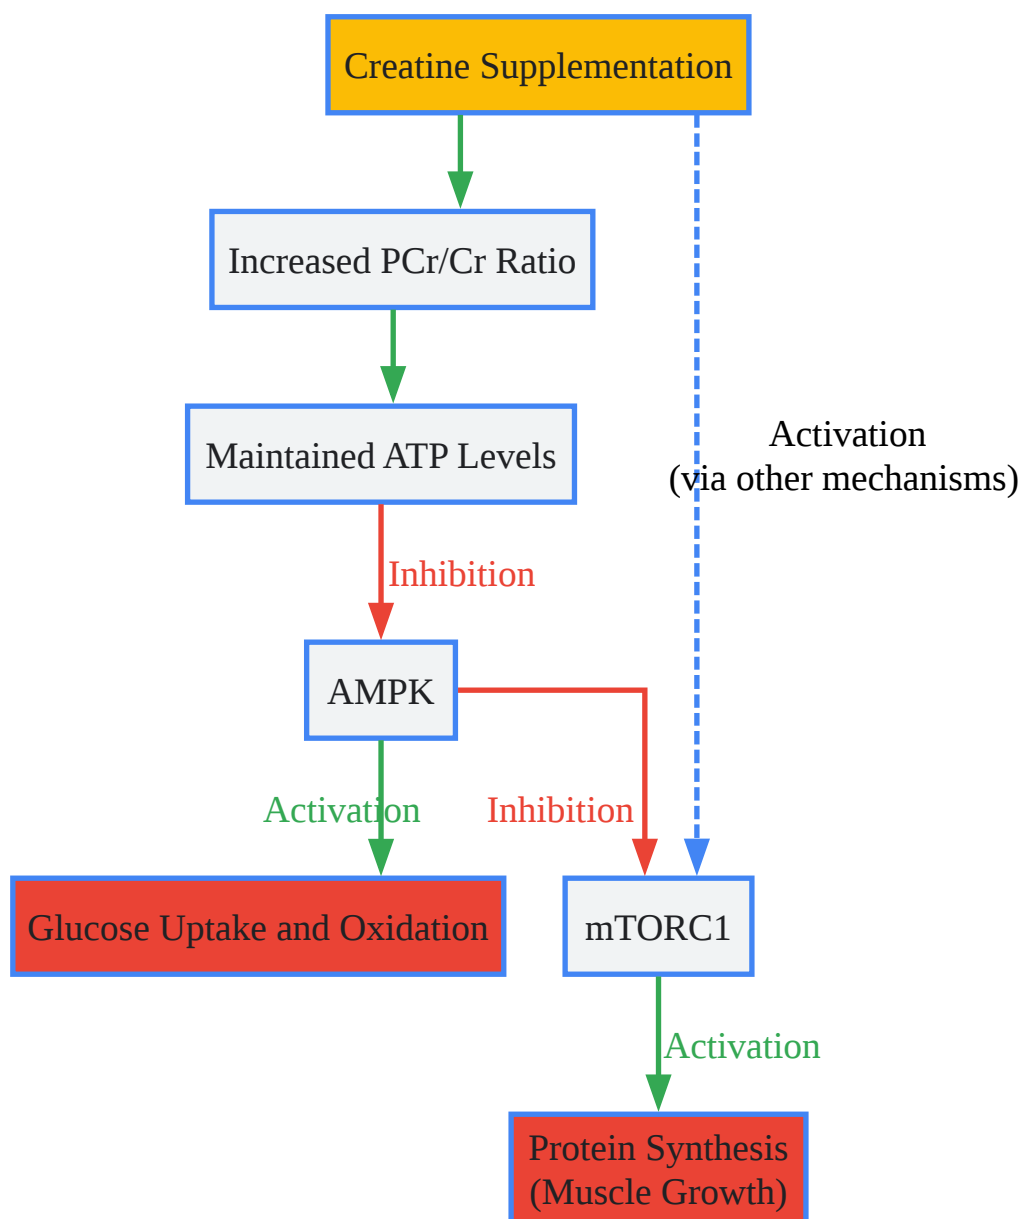 Creatine Supplementation
Increased PCr/Cr Ratio
Activation
(via other mechanisms)
Maintained ATP Levels
Inhibition
AMPK
Activation
Inhibition
Glucose Uptake and Oxidation
mTORC1
Activation
Protein Synthesis
(Muscle Growth)